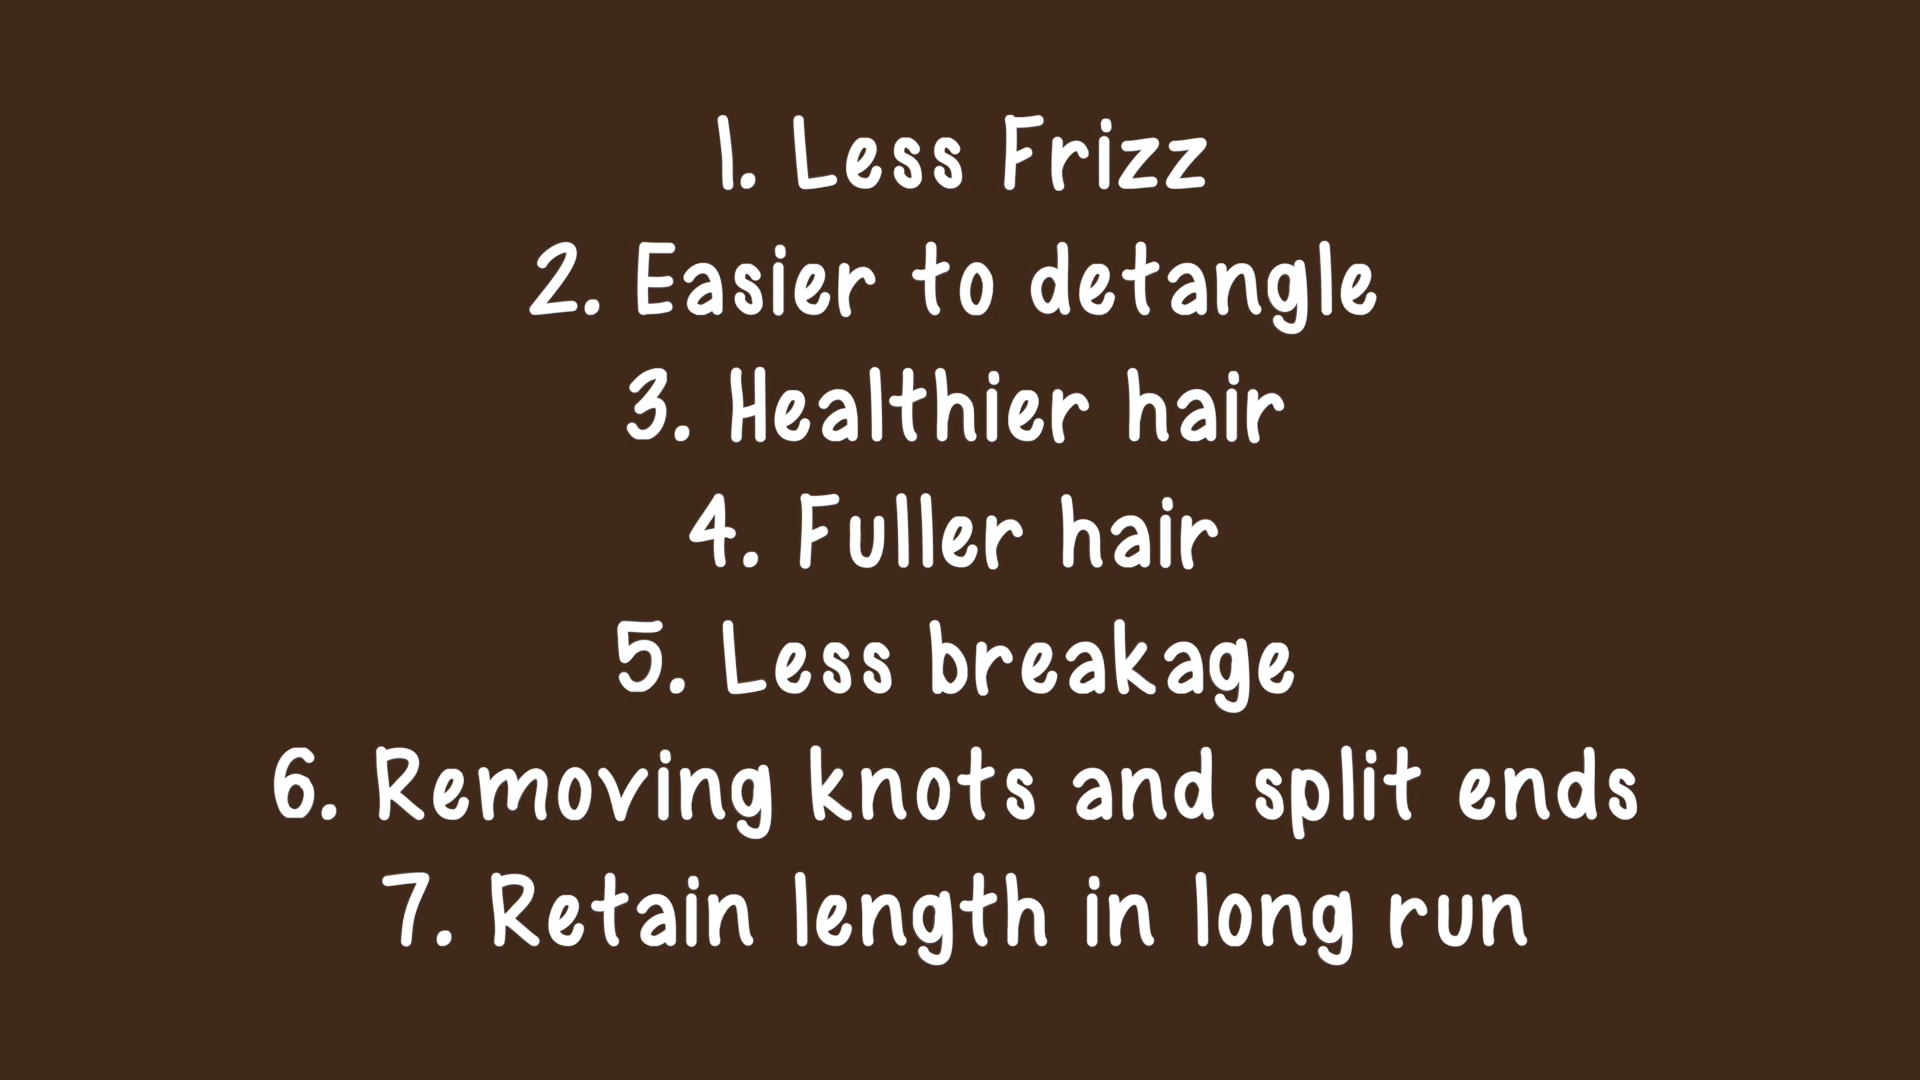 1. Less Frizz
2. Easier to detangle
3. Healthier hair
4. Fuller hair
5. Less breakage
6. Removing knots and split ends
7. Retain length in long run